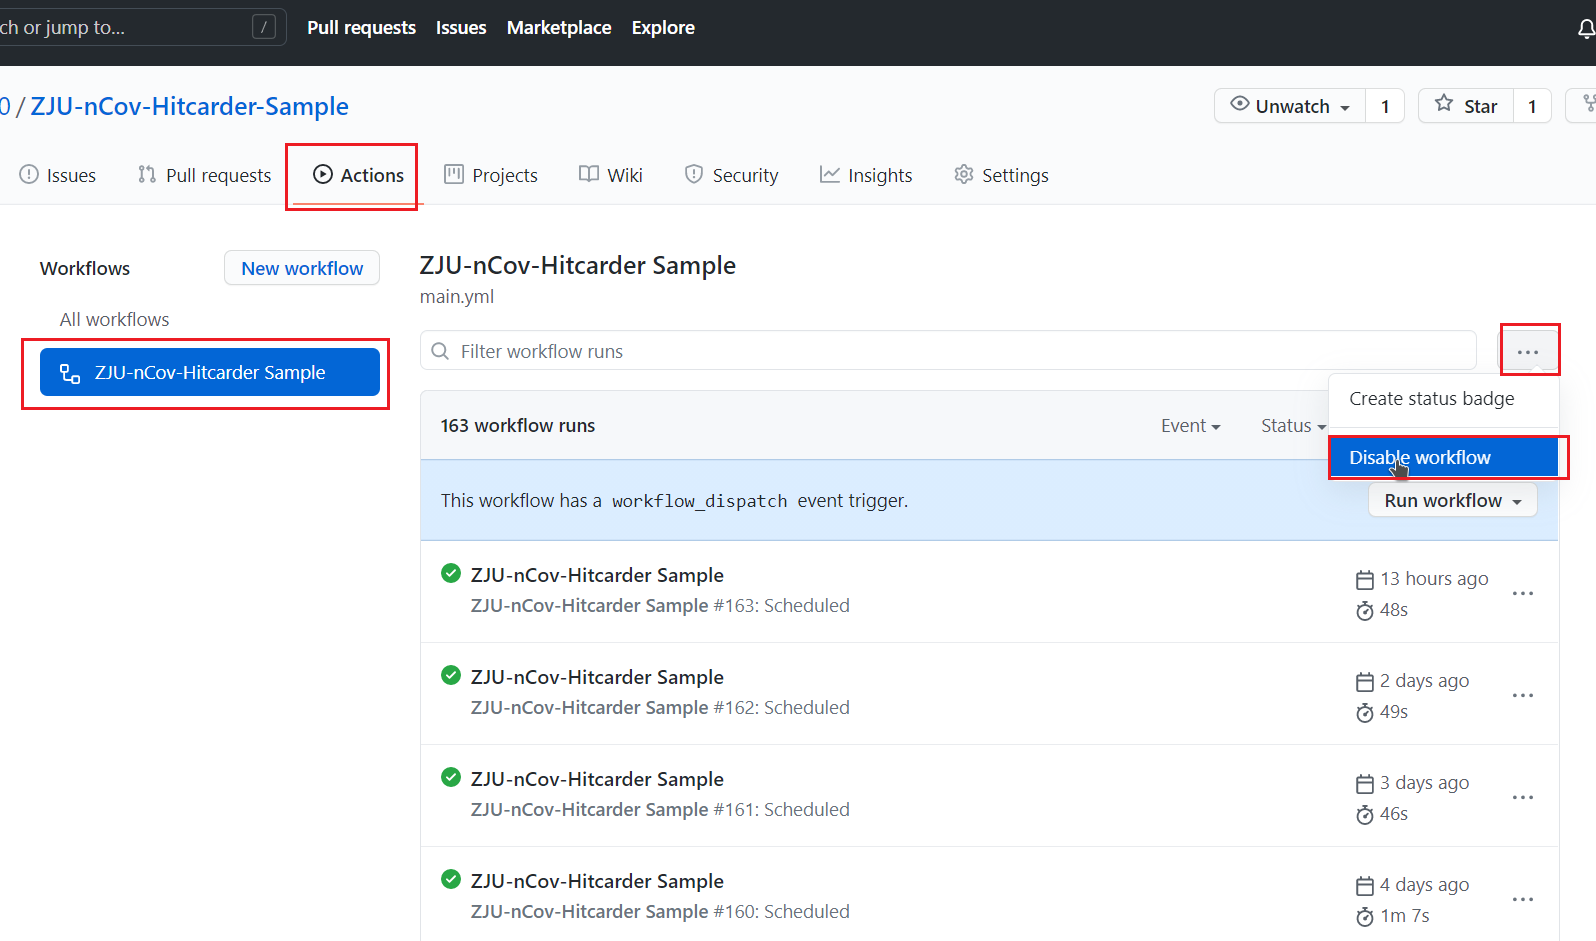 ch or jump to... /
Pull requests Issues Marketplace Explore
0 / ZJU-nCov-Hitcarder-Sample
Unwatch 1 Star 1
Issues Pull requests Actions Projects Wiki Security Insights Settings
Workflows New workflow
All workflows
ZJU-nCov-Hitcarder Sample
ZJU-nCov-Hitcarder Sample
main.yml
Filter workflow runs
...
Create status badge
Disable workflow
163 workflow runs Event Status
This workflow has a workflow_dispatch event trigger. Run workflow
ZJU-nCov-Hitcarder Sample
ZJU-nCov-Hitcarder Sample #163: Scheduled
13 hours ago
48s
...
ZJU-nCov-Hitcarder Sample
ZJU-nCov-Hitcarder Sample #162: Scheduled
2 days ago
49s
...
ZJU-nCov-Hitcarder Sample
ZJU-nCov-Hitcarder Sample #161: Scheduled
3 days ago
46s
...
ZJU-nCov-Hitcarder Sample
ZJU-nCov-Hitcarder Sample #160: Scheduled
4 days ago
1m 7s
...